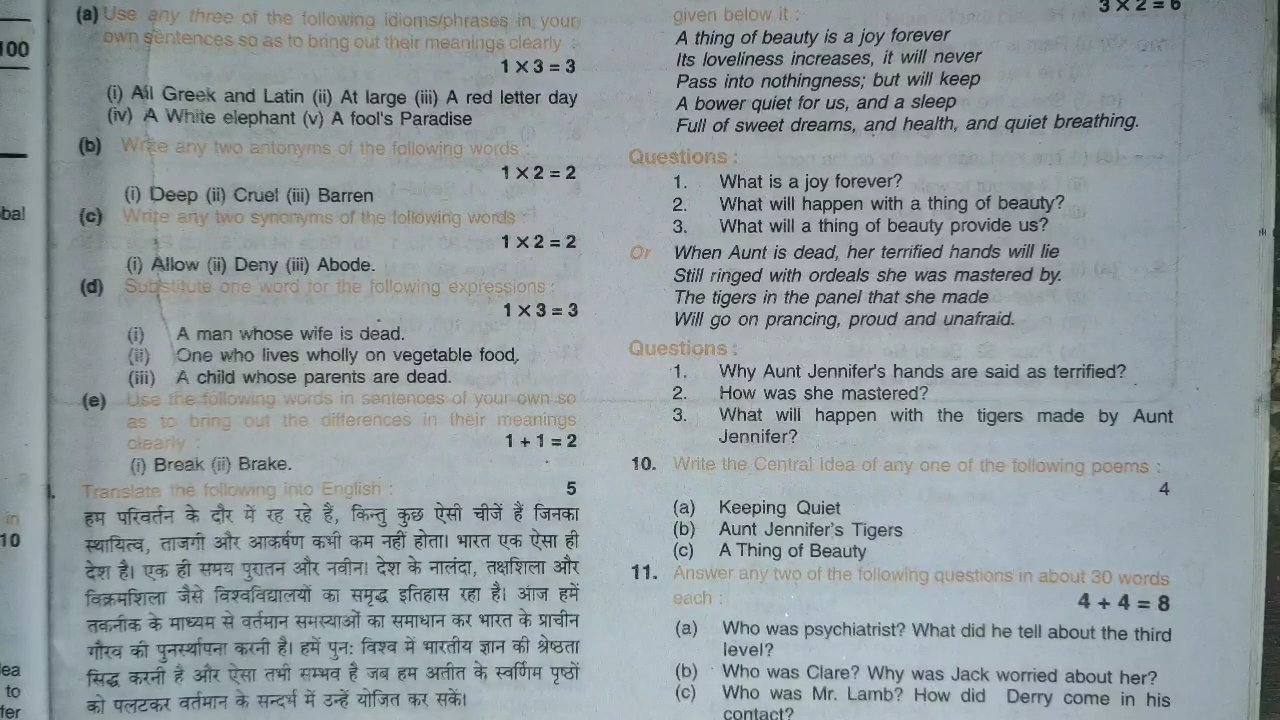 100
bal
in
10
ea
to
fer
(a) Use any three of the following idioms/phrases in your
own sentences so as to bring out their meanings clearly :
1 × 3 = 3
(i) All Greek and Latin (ii) At large (iii) A red letter day
(iv) A White elephant (v) A fool's Paradise
(b) Write any two antonyms of the following words :
1 × 2 = 2
(i) Deep (ii) Cruel (iii) Barren
(c) Write any two synonyms of the following words :
1 × 2 = 2
(i) Allow (ii) Deny (iii) Abode.
(d) Substitute one word for the following expressions :
1 × 3 = 3
(i) A man whose wife is dead.
(ii) One who lives wholly on vegetable food,
(iii) A child whose parents are dead.
(e) Use the following words in sentences of your own so
as to bring out the differences in their meanings
clearly :
1 + 1 = 2
(i) Break (ii) Brake.
Translate the following into English :
5
हम परिवर्तन के दौर में रह रहे हैं, किन्तु कुछ ऐसी चीजें हैं जिनका
स्थायित्व, ताजगी और आकर्षण कभी कम नहीं होता। भारत एक ऐसा ही
देश है। एक ही समय पुरातन और नवीन। देश के नालंदा, तक्षशिला और
विक्रमशिला जैसे विश्वविद्यालयों का समृद्ध इतिहास रहा है। आज हमें
तकनीक के माध्यम से वर्तमान समस्याओं का समाधान कर भारत के प्राचीन
गौरव की पुनर्स्थापना करनी है। हमें पुन: विश्व में भारतीय ज्ञान की श्रेष्ठता
सिद्ध करनी है और ऐसा तभी सम्भव है जब हम अतीत के स्वर्णिम पृष्ठों
को पलटकर वर्तमान के सन्दर्भ में उन्हें योजित कर सकें।
given below it :
3 × 2 = 6
A thing of beauty is a joy forever
Its loveliness increases, it will never
Pass into nothingness; but will keep
A bower quiet for us, and a sleep
Full of sweet dreams, and health, and quiet breathing.
Questions :
1. What is a joy forever?
2. What will happen with a thing of beauty?
3. What will a thing of beauty provide us?
Or When Aunt is dead, her terrified hands will lie
Still ringed with ordeals she was mastered by.
The tigers in the panel that she made
Will go on prancing, proud and unafraid.
Questions :
1. Why Aunt Jennifer's hands are said as terrified?
2. How was she mastered?
3. What will happen with the tigers made by Aunt
Jennifer?
10. Write the Central Idea of any one of the following poems :
4
(a) Keeping Quiet
(b) Aunt Jennifer's Tigers
(c) A Thing of Beauty
11. Answer any two of the following questions in about 30 words
each :
4 + 4 = 8
(a) Who was psychiatrist? What did he tell about the third
level?
(b) Who was Clare? Why was Jack worried about her?
(c) Who was Mr. Lamb? How did Derry come in his
contact?